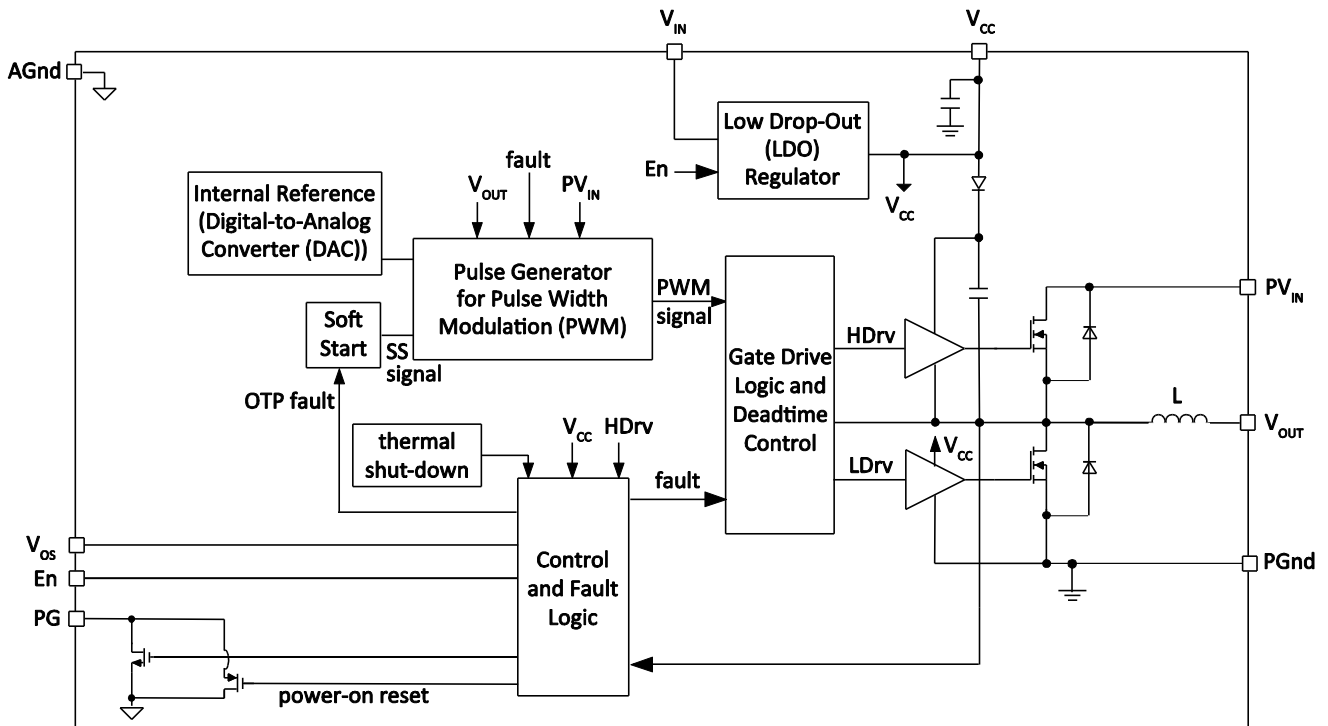 V_IN
V_CC
AGnd
Low Drop-Out
(LDO)
Regulator
En
V_CC
fault
V_OUT
PV_IN
Internal Reference
(Digital-to-Analog
Converter (DAC))
Pulse Generator
for Pulse Width
Modulation (PWM)
PWM
signal
Soft
Start
SS
signal
OTP fault
Gate Drive
Logic and
Deadtime
Control
HDrv
PV_IN
L
V_OUT
V_CC
LDrv
thermal
shut-down
V_CC
HDrv
fault
Control
and Fault
Logic
V_OS
En
PG
PGnd
power-on reset